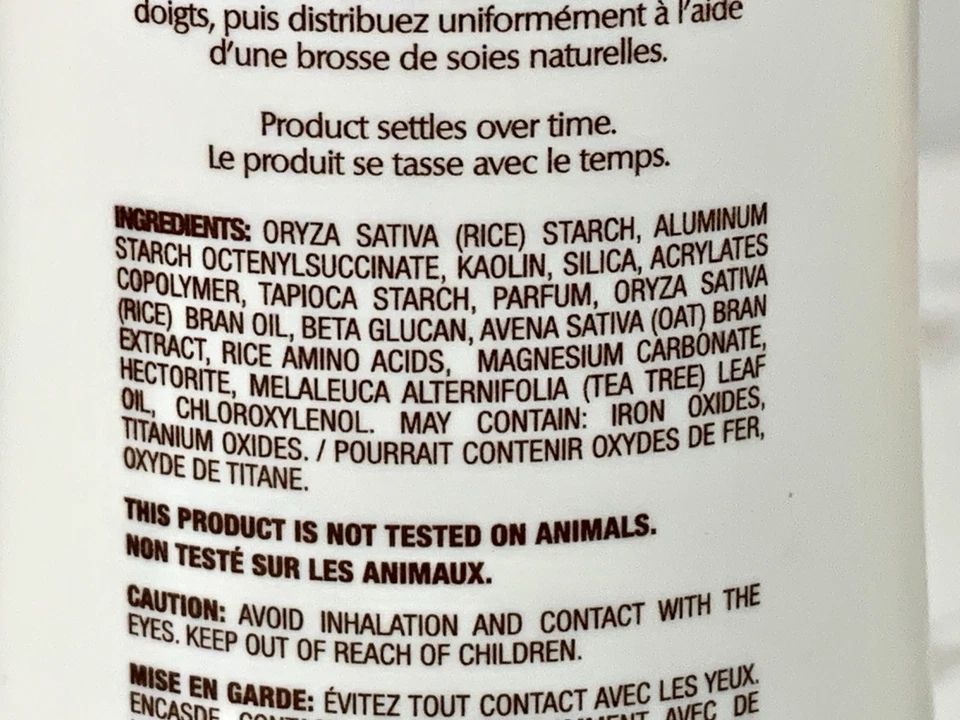 doigts, puis distribuez uniformément à l'aide
d'une brosse de soies naturelles.
Product settles over time.
Le produit se tasse avec le temps.
INGREDIENTS: ORYZA SATIVA (RICE) STARCH, ALUMINUM
STARCH OCTENYLSUCCINATE, KAOLIN, SILICA, ACRYLATES
COPOLYMER, TAPIOCA STARCH, PARFUM, ORYZA SATIVA
(RICE) BRAN OIL, BETA GLUCAN, AVENA SATIVA (OAT) BRAN
EXTRACT, RICE AMINO ACIDS, MAGNESIUM CARBONATE,
HECTORITE, MELALEUCA ALTERNIFOLIA (TEA TREE) LEAF
OIL, CHLOROXYLENOL. MAY CONTAIN: IRON OXIDES,
TITANIUM OXIDES. / POURRAIT CONTENIR OXYDES DE FER,
OXYDE DE TITANE.
THIS PRODUCT IS NOT TESTED ON ANIMALS.
NON TESTÉ SUR LES ANIMAUX.
CAUTION: AVOID INHALATION AND CONTACT WITH THE
EYES. KEEP OUT OF REACH OF CHILDREN.
MISE EN GARDE: ÉVITEZ TOUT CONTACT AVEC LES YEUX.
ENCASDE AVEC DE